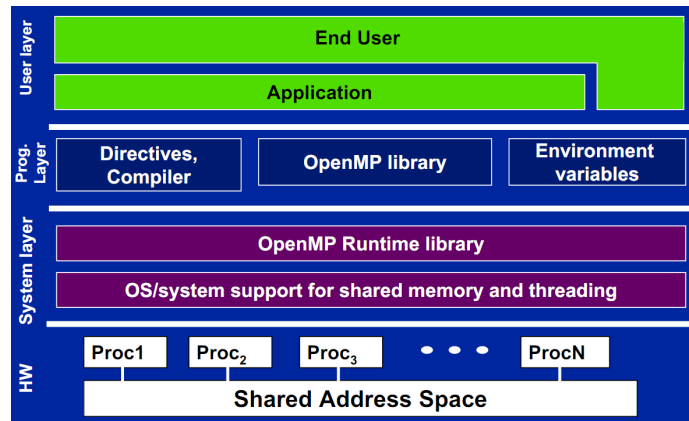 User layer
End User
Application
Prog.
Layer
Directives,
Compiler
OpenMP library
Environment
variables
System layer
OpenMP Runtime library
OS/system support for shared memory and threading
HW
Proc1
Proc2
Proc3
ProcN
Shared Address Space